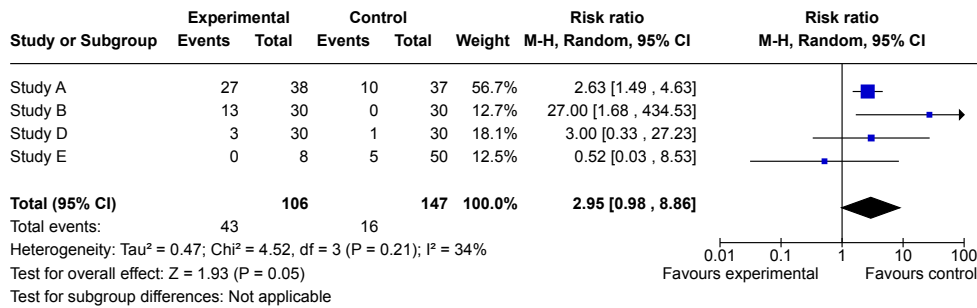 Experimental Control Risk ratio Risk ratio
Study or Subgroup Events Total Events Total Weight M-H, Random, 95% CI M-H, Random, 95% CI
Study A 27 38 10 37 56.7% 2.63 [1.49 , 4.63]
Study B 13 30 0 30 12.7% 27.00 [1.68 , 434.53]
Study D 3 30 1 30 18.1% 3.00 [0.33 , 27.23]
Study E 0 8 5 50 12.5% 0.52 [0.03 , 8.53]
Total (95% CI) 106 147 100.0% 2.95 [0.98 , 8.86]
Total events: 43 16
Heterogeneity: Tau² = 0.47; Chi² = 4.52, df = 3 (P = 0.21); I² = 34% 0.01 0.1 1 10 100
Test for overall effect: Z = 1.93 (P = 0.05) Favours experimental Favours control
Test for subgroup differences: Not applicable